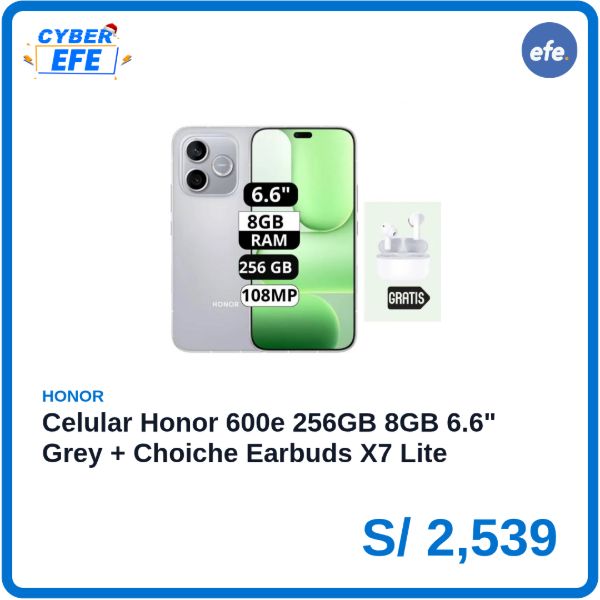 CYBER
EFE
efe.
6.6"
8GB
RAM
256 GB
108MP
HONOR
GRATIS
HONOR
Celular Honor 600e 256GB 8GB 6.6"
Grey + Choiche Earbuds X7 Lite
S/ 2,539